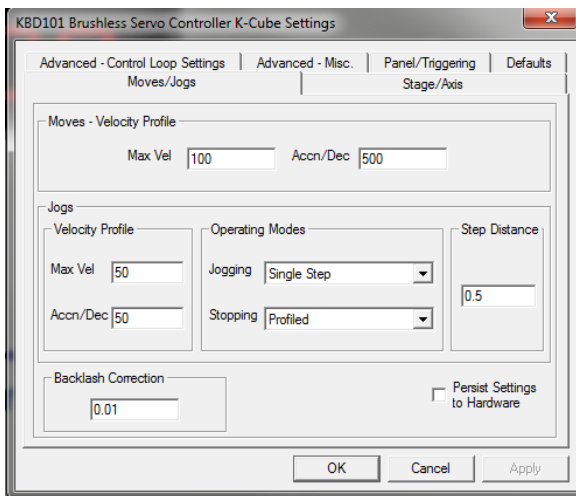 KBD101 Brushless Servo Controller K-Cube Settings
Advanced - Control Loop Settings Advanced - Misc. Panel/Triggering Defaults
Moves/Jogs Stage/Axis
Moves - Velocity Profile
Max Vel 100 Accn/Dec 500
Jogs
Velocity Profile Operating Modes Step Distance
Max Vel 50 Jogging Single Step
0.5
Accn/Dec 50 Stopping Profiled
Backlash Correction
0.01
Persist Settings
to Hardware
OK Cancel Apply